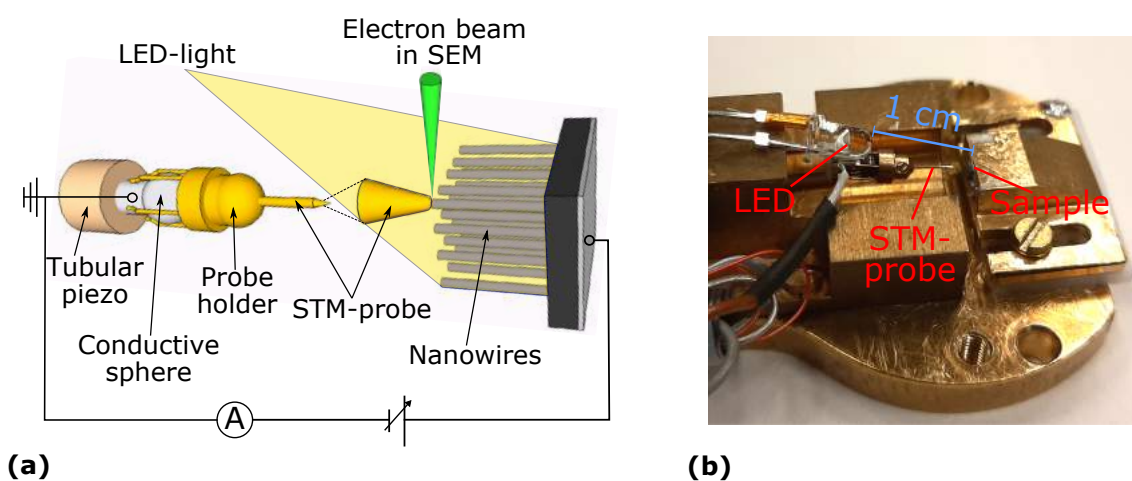 Electron beam
in SEM
LED-light
Tubular
piezo
Probe
holder
STM-probe
Conductive
sphere
Nanowires
A
(a)
1 cm
LED
Sample
STM-
probe
(b)